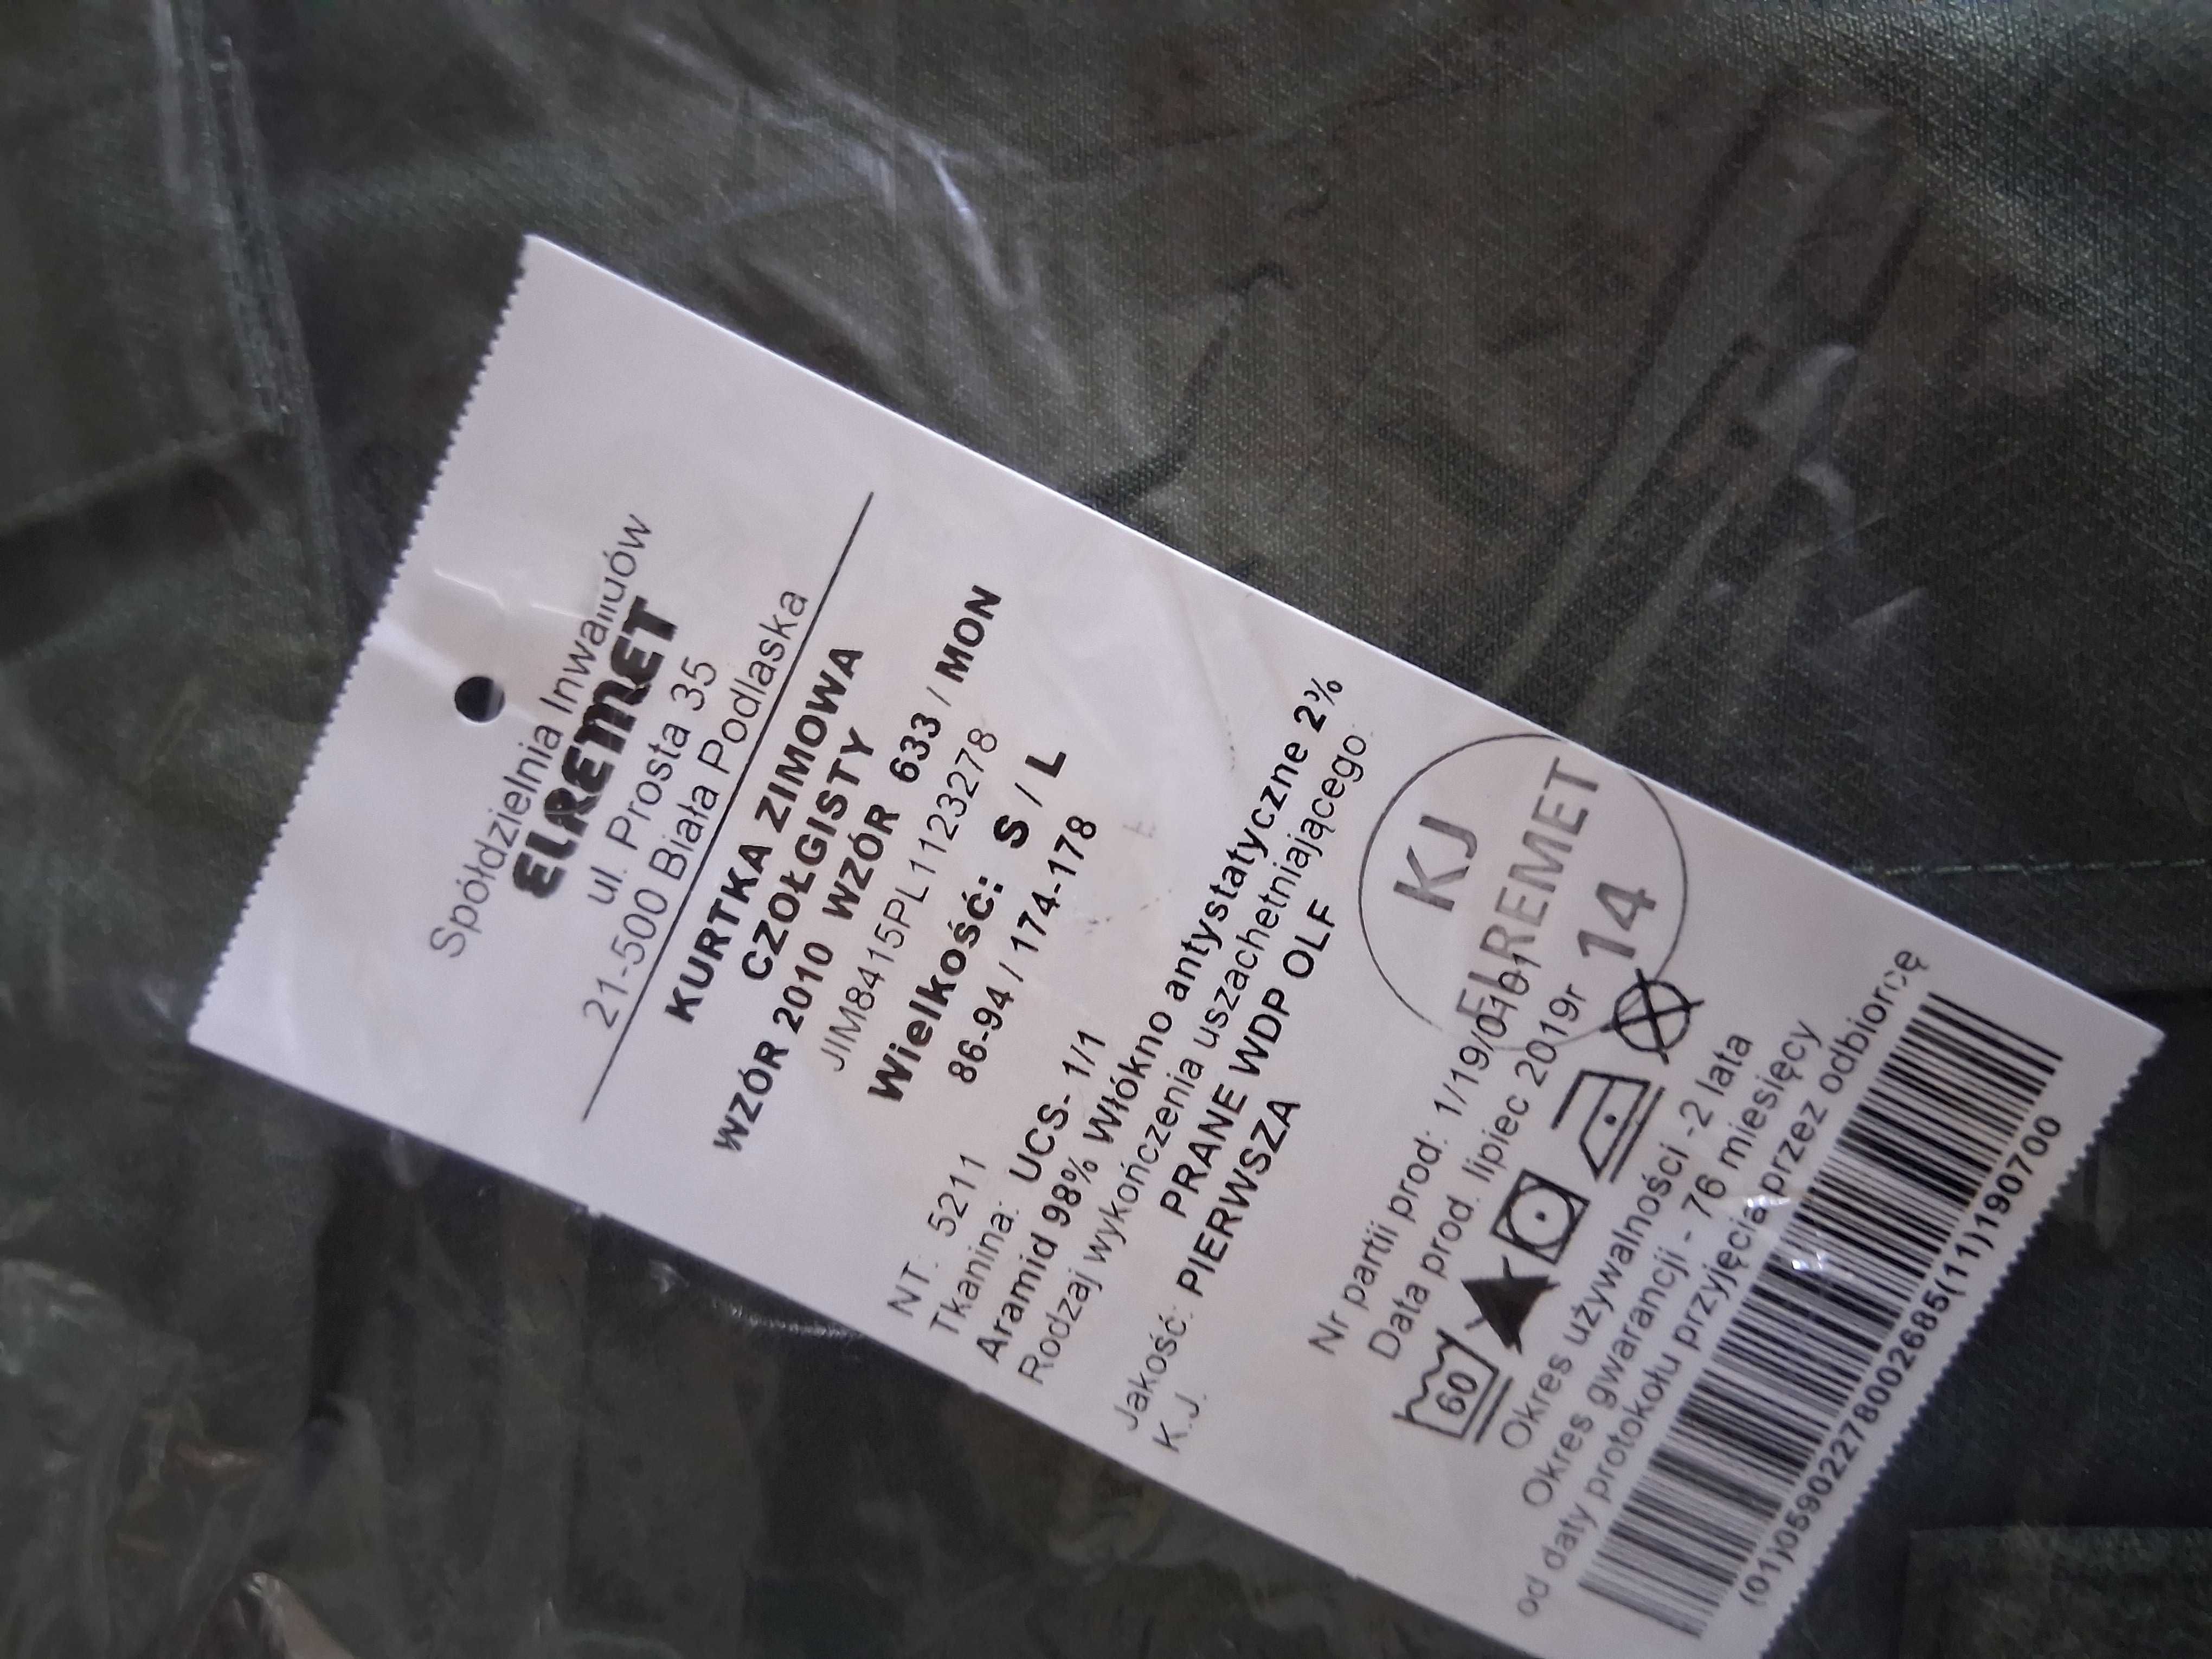 Spółdzielnia Inwalidów
ELREMET
ul. Prosta 35
21-500 Biała Podlaska
KURTKA ZIMOWA
CZOŁGISTY
WZÓR 2010 WZÓR 633 / MON
JIM8415PL1123278
Wielkość: S / L
86-94 / 174-178
NT. 5211
Tkanina: UCS- 1/1
Aramid 98% Włókno antystatyczne 2%
Rodzaj wykończenia uszachetniającego:
PRANE WDP OLF
Jakość: PIERWSZA
K.J.
KJ
ELREMET
14
Nr partii prod: 1/19/0101
Data prod. lipiec 2019r
60
Okres używalności -2 lata
Okres gwarancji - 76 miesięcy
od daty protokołu przyjęcia przez odbiorcę
(01)05902278002685(11)190700